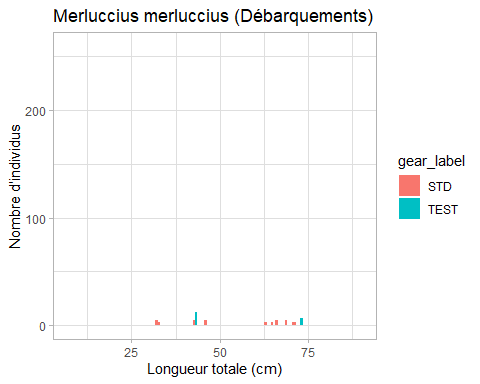 Merluccius merluccius (Débarquements)
Nombre d'individus
200
100
0
25 50 75
Longueur totale (cm)
gear_label
STD
TEST